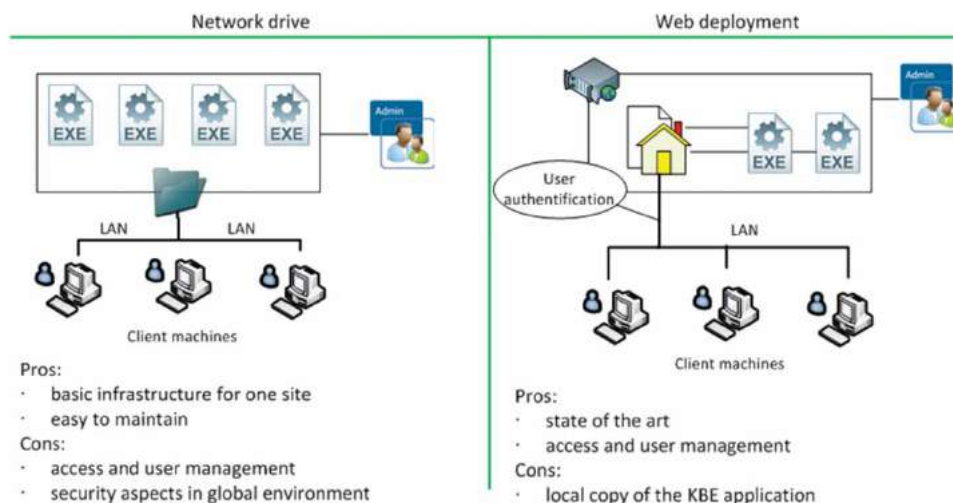 Network drive
EXE EXE EXE EXE
Admin
LAN LAN
Client machines
Pros:
· basic infrastructure for one site
· easy to maintain
Cons:
· access and user management
· security aspects in global environment
Web deployment
Admin
EXE EXE
User
authentification
LAN
Client machines
Pros:
· state of the art
· access and user management
Cons:
· local copy of the KBE application